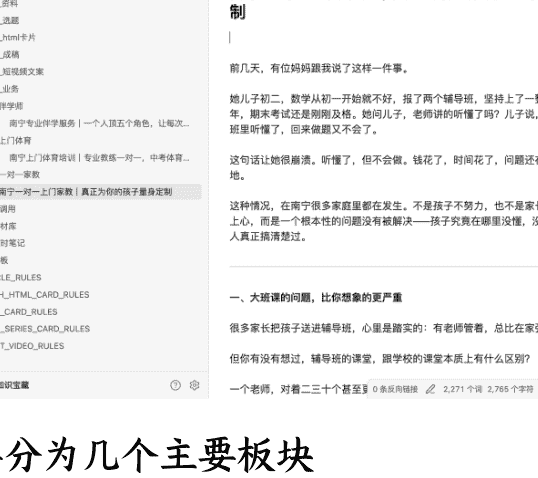 _资料
_选题
_html卡片
_成稿
_短视频文案
_业务
伴学师
南宁专业伴学服务｜一个人顶五个角色，让每次...
上门体育
南宁上门体育培训｜专业教练一对一，中考体育...
一对一家教
南宁一对一上门家教｜真正为你的孩子量身定制
调用
材库
时笔记
板
CLE_RULES
H_HTML_CARD_RULES
_CARD_RULES
_SERIES_CARD_RULES
T_VIDEO_RULES
知识宝藏
制
前几天，有位妈妈跟我说了这样一件事。
她儿子初二，数学从初一开始就不好，报了两个辅导班，坚持上了一整
年，期末考试还是刚刚及格。她问儿子，老师讲的听懂了吗？儿子说，
班里听懂了，回来做题又不会了。
这句话让她很崩溃。听懂了，但不会做。钱花了，时间花了，问题还在
地。
这种情况，在南宁很多家庭里都在发生。不是孩子不努力，也不是家长
上心，而是一个根本性的问题没有被解决——孩子究竟在哪里没懂，没
人真正搞清楚过。
一、大班课的问题，比你想象的更严重
很多家长把孩子送进辅导班，心里是踏实的：有老师管着，总比在家强
但你有没有想过，辅导班的课堂，跟学校的课堂本质上有什么区别？
一个老师，对着二三十个甚至更
0 条反向链接 2,271 个词 2,765 个字符
分为几个主要板块